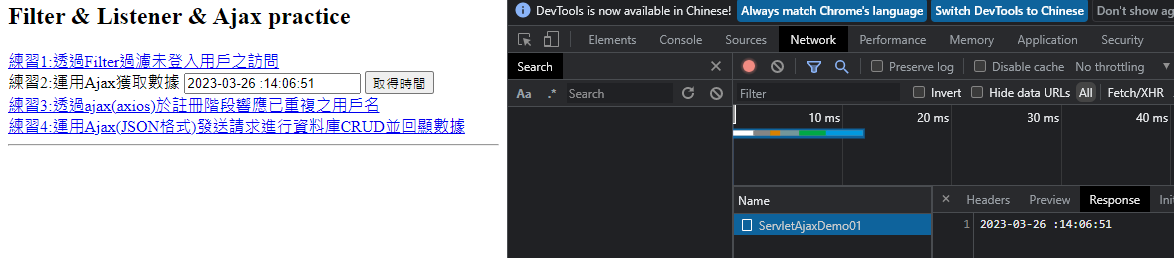 Filter & Listener & Ajax practice
練習1:透過Filter過濾未登入用戶之訪問
練習2:運用Ajax獲取數據 2023-03-26 :14:06:51 取得時間
練習3:透過ajax(axios)於註冊階段響應已重複之用戶名
練習4:運用Ajax(JSON格式)發送請求進行資料庫CRUD並回顯數據
DevTools is now available in Chinese! Always match Chrome's language Switch DevTools to Chinese Don't show ag
Elements Console Sources Network Performance Memory Application Security
Search
Preserve log Disable cache No throttling
Aa .* Search
Filter Invert Hide data URLs All Fetch/XHR
10 ms 20 ms 30 ms 40 ms
Name
Headers Preview Response Ini
ServletAjaxDemo01
1 2023-03-26 :14:06:51